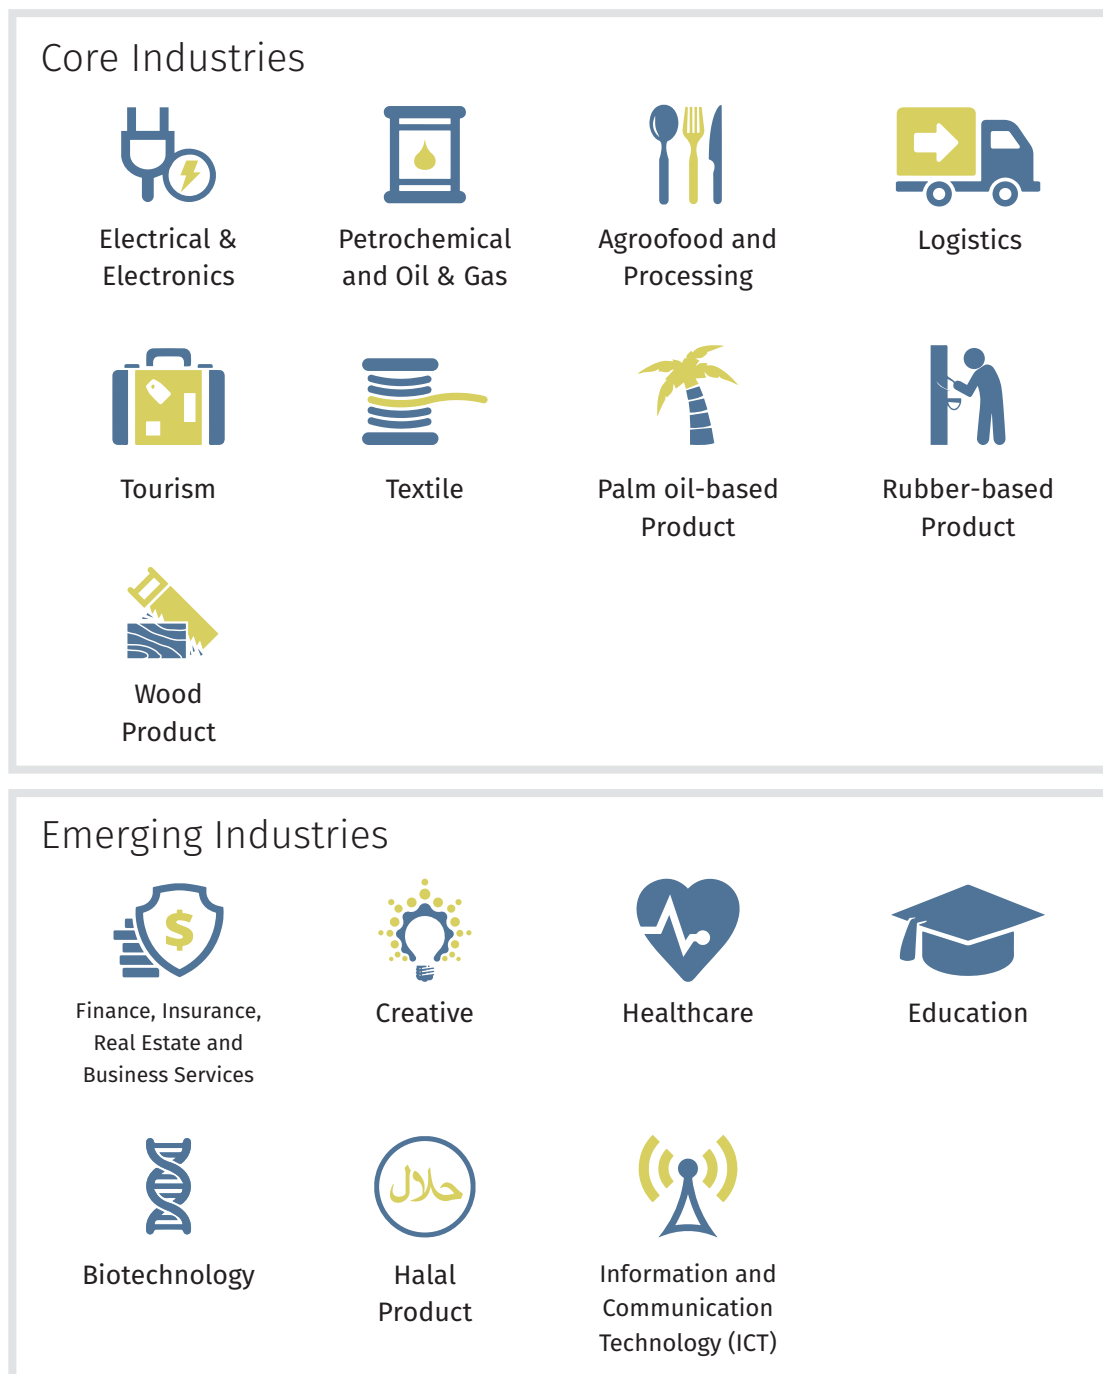 Core Industries
Electrical &
Electronics
Petrochemical
and Oil & Gas
Agroofood and
Processing
Logistics
Tourism
Textile
Palm oil-based
Product
Rubber-based
Product
Wood
Product
Emerging Industries
$
Finance, Insurance,
Real Estate and
Business Services
Creative
Healthcare
Education
Biotechnology
حلال
Halal
Product
Information and
Communication
Technology (ICT)